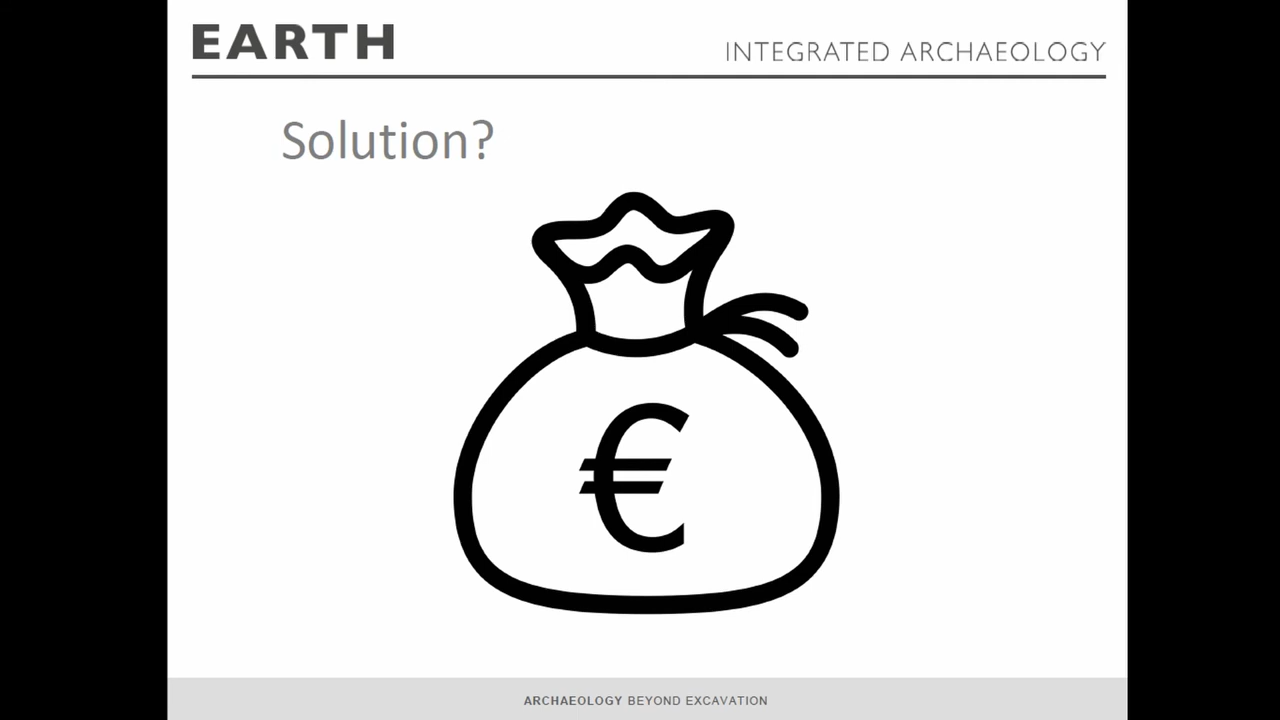 EARTH
INTEGRATED ARCHAEOLOGY
Solution?
€
ARCHAEOLOGY BEYOND EXCAVATION